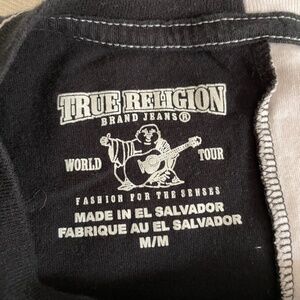 TRUE RELIGION
BRAND JEANS®
WORLD TOUR
FASHION FOR THE SENSES
MADE IN EL SALVADOR
FABRIQUE AU EL SALVADOR
M/M